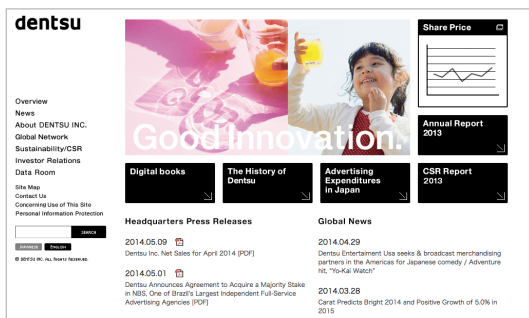 dentsu
Overview
News
About DENTSU INC.
Global Network
Sustainability/CSR
Investor Relations
Data Room
Site Map
Contact Us
Concerning Use of This Site
Personal Information Protection
SEARCH
JAPANESE
ENGLISH
© DENTSU INC. ALL RIGHTS RESERVED.
Good Innovation.
Share Price
Annual Report
2013
Digital books
The History of
Dentsu
Advertising
Expenditures
in Japan
CSR Report
2013
Headquarters Press Releases
2014.05.09
Dentsu Inc. Net Sales for April 2014 [PDF]
2014.05.01
Dentsu Announces Agreement to Acquire a Majority Stake
in NBS, One of Brazil's Largest Independent Full-Service
Advertising Agencies [PDF]
Global News
2014.04.29
Dentsu Entertaiment Usa seeks & broadcast merchandising
partners in the Americas for Japanese comedy / Adventure
hit, "Yo-Kai Watch"
2014.03.28
Carat Predicts Bright 2014 and Positive Growth of 5.0% in
2015